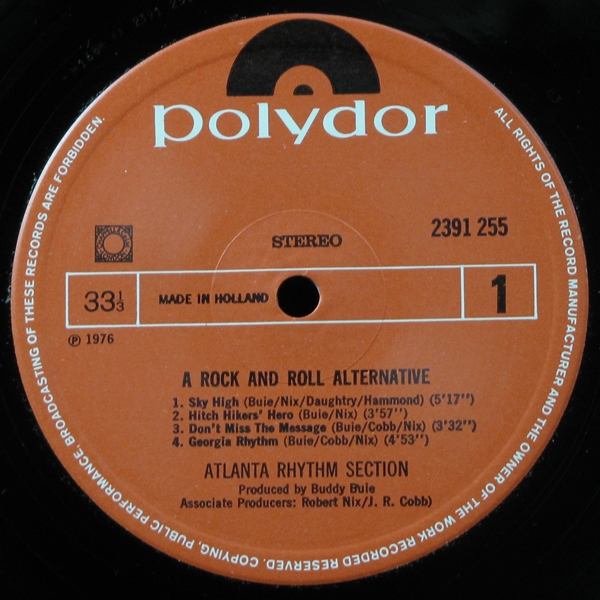 polydor
STEREO
2391 255
33 1/3
MADE IN HOLLAND
1
℗ 1976
A ROCK AND ROLL ALTERNATIVE
1. Sky High (Buie/Nix/Daughtry/Hammond) (5'17'')
2. Hitch Hikers' Hero (Buie/Nix) (3'57'')
3. Don't Miss The Message (Buie/Cobb/Nix) (3'32'')
4. Georgia Rhythm (Buie/Cobb/Nix) (4'53'')
ATLANTA RHYTHM SECTION
Produced by Buddy Buie
Associate Producers: Robert Nix/J. R. Cobb)
ALL RIGHTS OF THE RECORD MANUFACTURER AND THE OWNER OF THE WORK RECORDED RESERVED. COPYING, PUBLIC PERFORMANCE, BROADCASTING OF THESE RECORDS ARE FORBIDDEN.